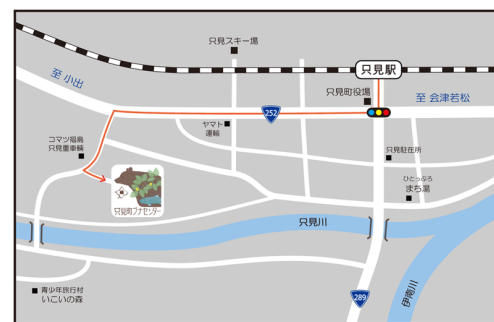 只見スキー場
只見駅
至 小出
只見町役場
至 会津若松
252
ヤマト
運輸
コマツ福島
只見重車輌
只見駐在所
ひとっぷろ
まち湯
只見町ブナセンター
只見川
伊南川
青少年旅行村
いこいの森
289